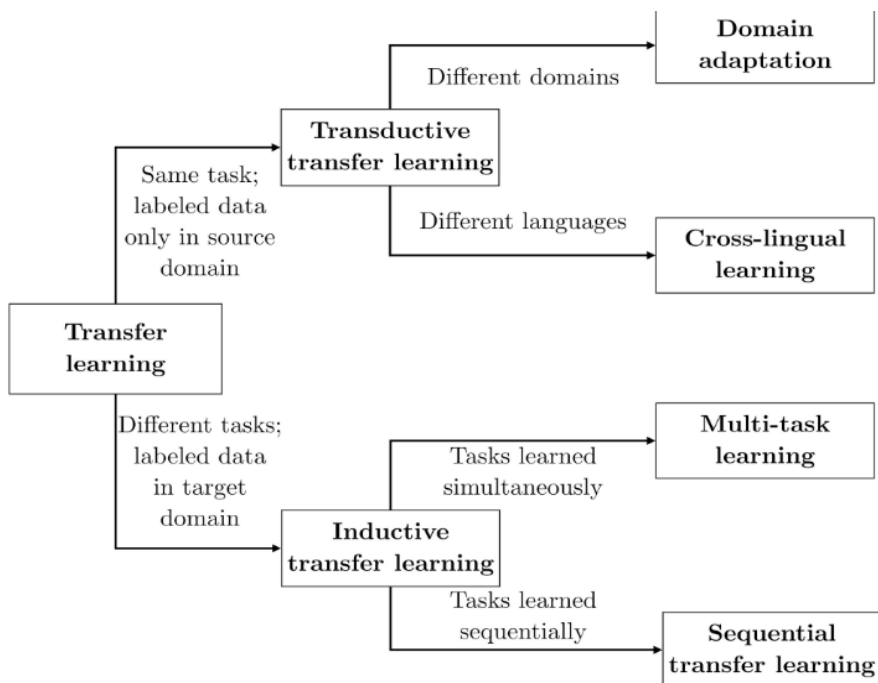 Domain
adaptation
Different domains
Transductive
transfer learning
Same task;
labeled data
only in source
domain
Different languages
Cross-lingual
learning
Transfer
learning
Different tasks;
labeled data
in target
domain
Multi-task
learning
Tasks learned
simultaneously
Inductive
transfer learning
Tasks learned
sequentially
Sequential
transfer learning